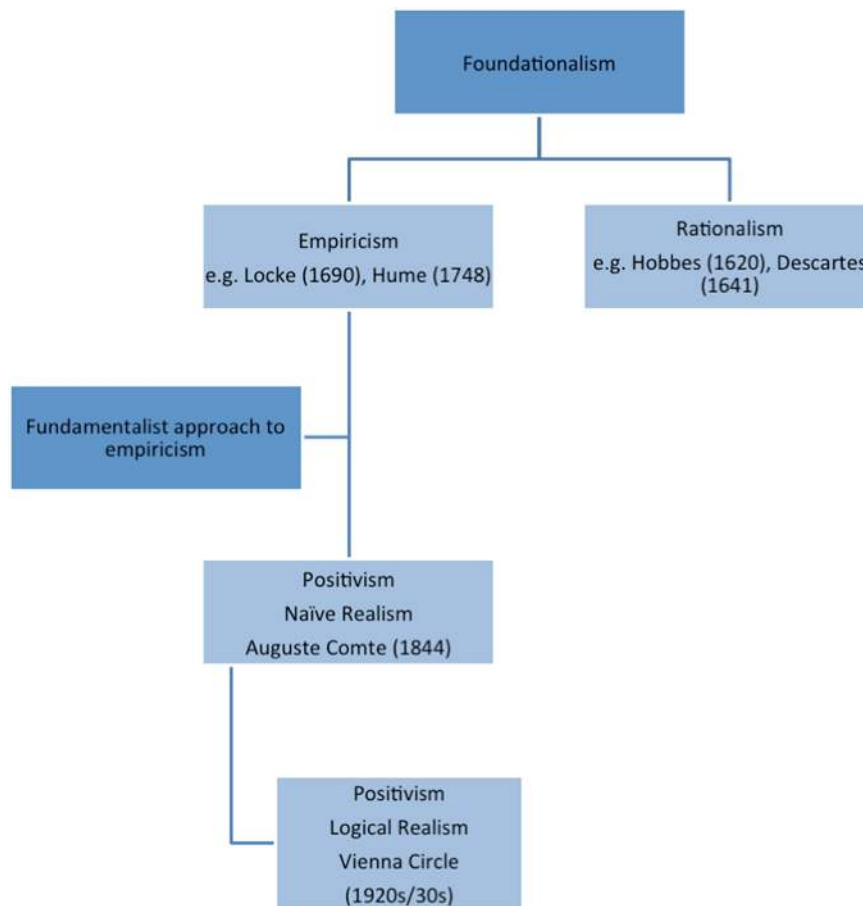 Foundationalism
Empiricism
e.g. Locke (1690), Hume (1748)
Rationalism
e.g. Hobbes (1620), Descartes
(1641)
Fundamentalist approach to
empiricism
Positivism
Naïve Realism
Auguste Comte (1844)
Positivism
Logical Realism
Vienna Circle
(1920s/30s)